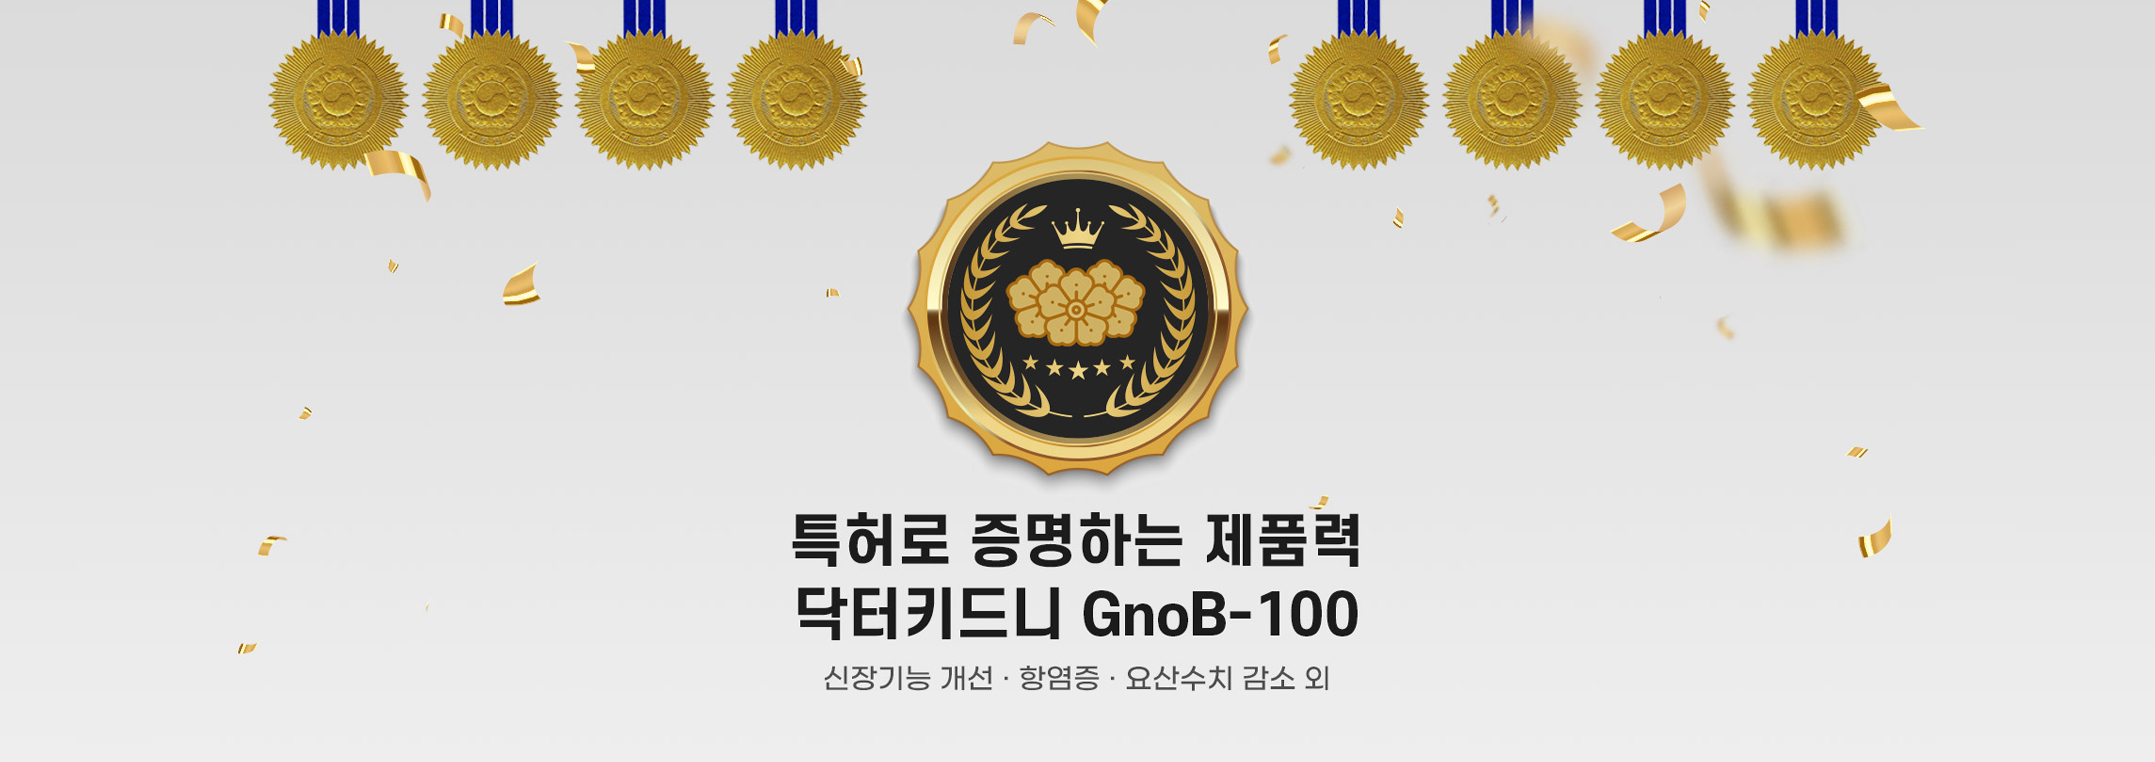 특허로 증명하는 제품력
닥터키드니 GnoB-100
신장기능 개선 · 항염증 · 요산수치 감소 외